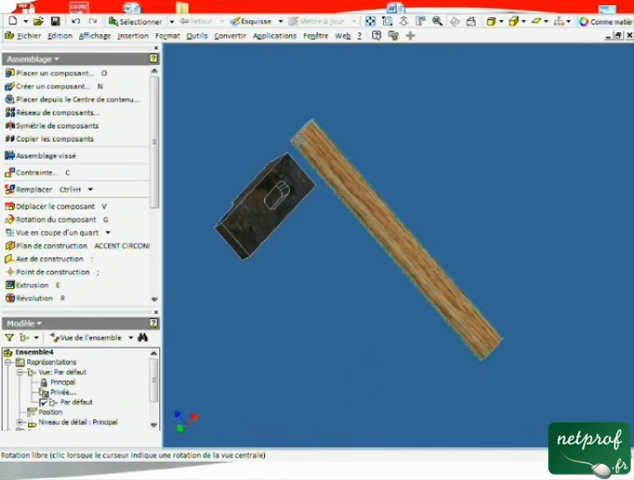 Sélectionner Retour Esquisse Mettre à jour Comme matéri
Fichier Edition Affichage Insertion Format Outils Convertir Applications Fenêtre Web
Assemblage
Placer un composant... O
Créer un composant... N
Placer depuis le Centre de contenu...
Réseau de composants...
Symétrie de composants
Copier les composants
Assemblage vissé
Contrainte... C
Remplacer Ctrl+H
Déplacer le composant V
Rotation du composant G
Vue en coupe d'un quart
Plan de construction ACCENT CIRCONI
Axe de construction :
Point de construction ;
Extrusion E
Révolution R
Modèle
Vue de l'ensemble
Ensemble4
Représentations
Vue: Par défaut
Principal
Privée...
Par défaut
Position
Niveau de détail : Principal
Rotation libre (clic lorsque le curseur indique une rotation de la vue centrale)
netprof
.fr